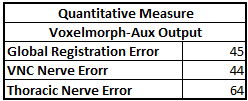 Quantitative Measure
Voxelmorph-Aux Output
Global Registration Error 45
VNC Nerve Erorr 44
Thoracic Nerve Error 64